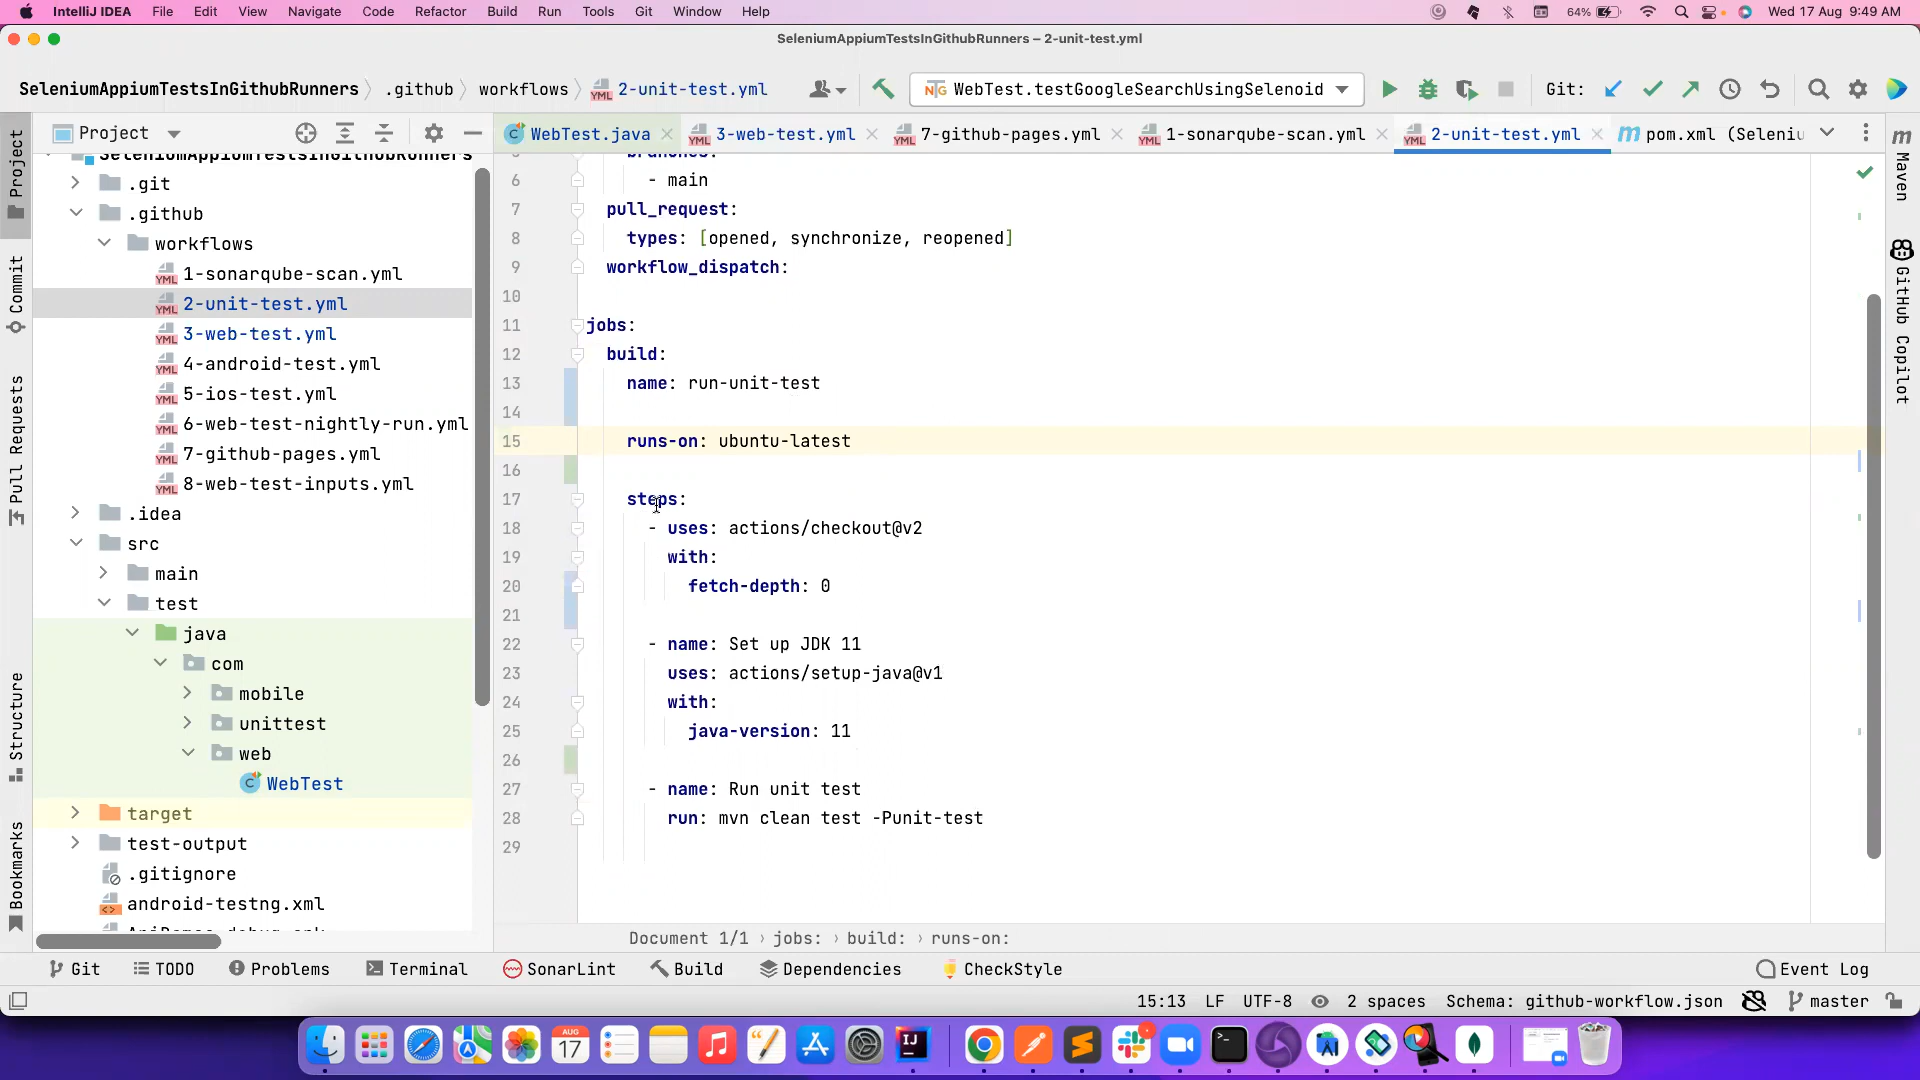 IntelliJ IDEA File Edit View Navigate Code Refactor Build Run Tools Git Window Help 64% Wed 17 Aug 9:49 AM
SeleniumAppiumTestsInGithubRunners – 2-unit-test.yml
SeleniumAppiumTestsInGithubRunners .github workflows 2-unit-test.yml WebTest.testGoogleSearchUsingSelenoid Git:
Project WebTest.java 3-web-test.yml 7-github-pages.yml 1-sonarqube-scan.yml 2-unit-test.yml pom.xml (Seleniu
Project
Commit
Pull Requests
Structure
Bookmarks
SeleniumAppiumTestsInGithubRunners
.git
.github
workflows
1-sonarqube-scan.yml
2-unit-test.yml
3-web-test.yml
4-android-test.yml
5-ios-test.yml
6-web-test-nightly-run.yml
7-github-pages.yml
8-web-test-inputs.yml
.idea
src
main
test
java
com
mobile
unittest
web
WebTest
target
test-output
.gitignore
android-testng.xml
branches:
6 - main
7 pull_request:
8 types: [opened, synchronize, reopened]
9 workflow_dispatch:
10
11 jobs:
12 build:
13 name: run-unit-test
14
15 runs-on: ubuntu-latest
16
17 steps:
18 - uses: actions/checkout@v2
19 with:
20 fetch-depth: 0
21
22 - name: Set up JDK 11
23 uses: actions/setup-java@v1
24 with:
25 java-version: 11
26
27 - name: Run unit test
28 run: mvn clean test -Punit-test
29
Maven
GitHub Copilot
Document 1/1 › jobs: › build: › runs-on:
Git TODO Problems Terminal SonarLint Build Dependencies CheckStyle Event Log
15:13 LF UTF-8 2 spaces Schema: github-workflow.json master
AUG
17
IJ